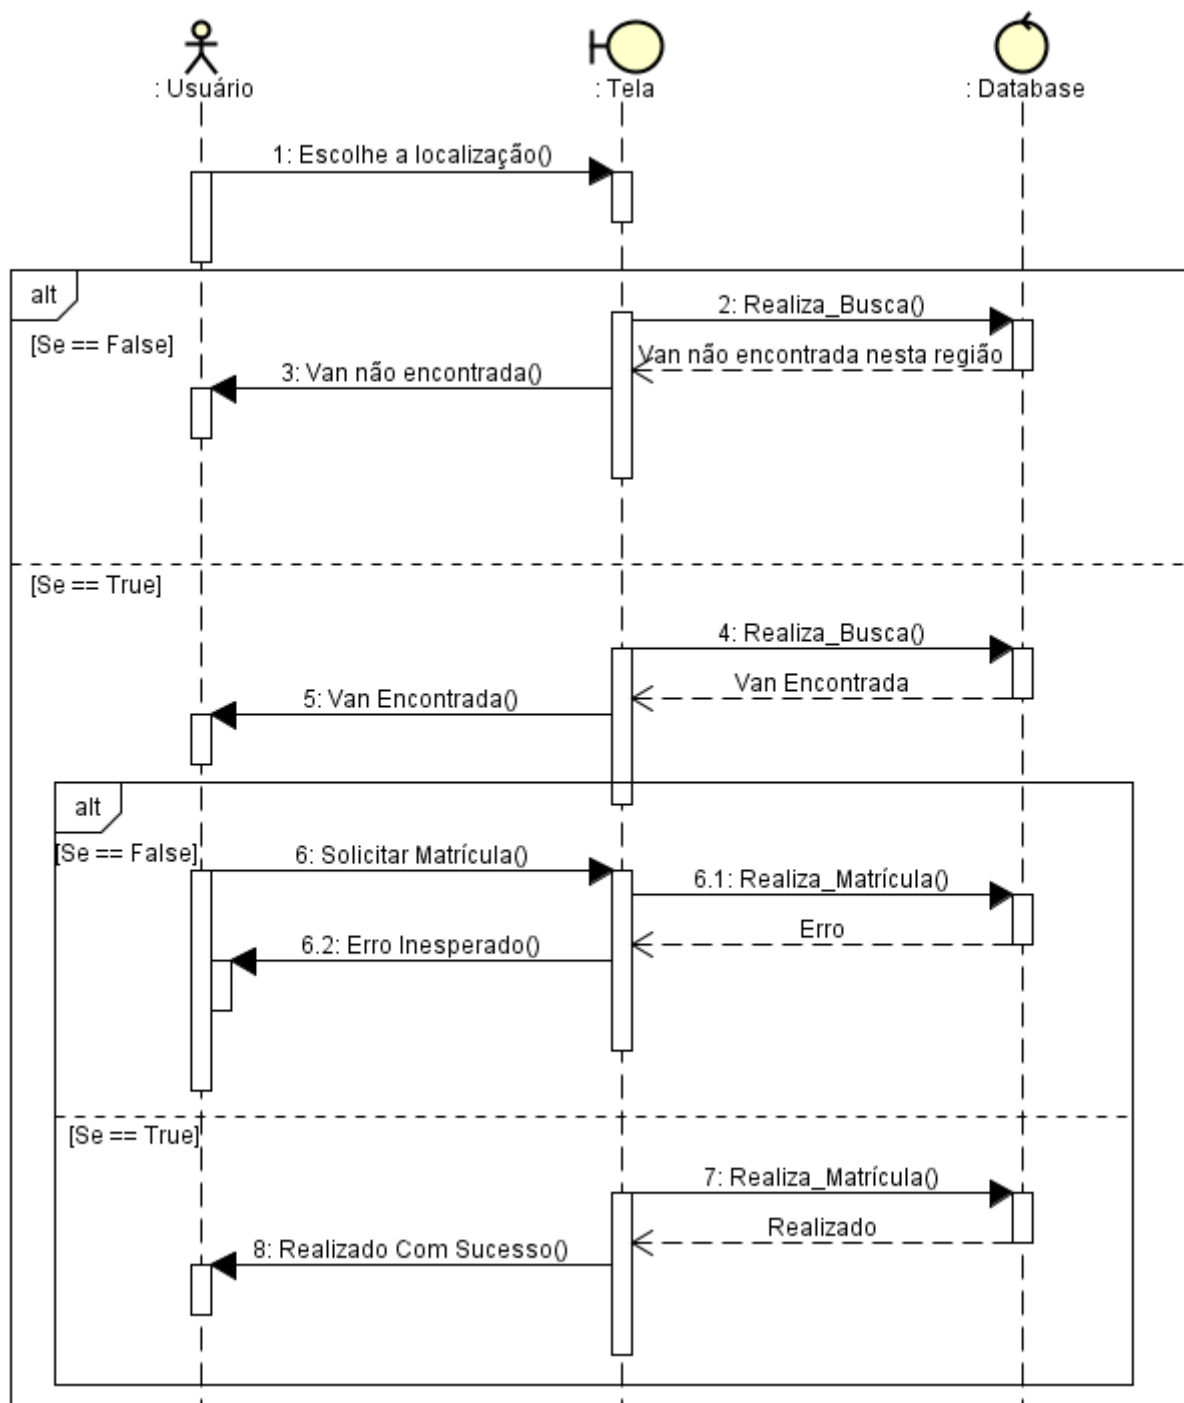 : Usuário
: Tela
: Database
1: Escolhe a localização()
alt
2: Realiza_Busca()
[Se == False]
Van não encontrada nesta região
3: Van não encontrada()
[Se == True]
4: Realiza_Busca()
Van Encontrada
5: Van Encontrada()
alt
[Se == False]
6: Solicitar Matrícula()
6.1: Realiza_Matrícula()
Erro
6.2: Erro Inesperado()
[Se == True]
7: Realiza_Matrícula()
Realizado
8: Realizado Com Sucesso()